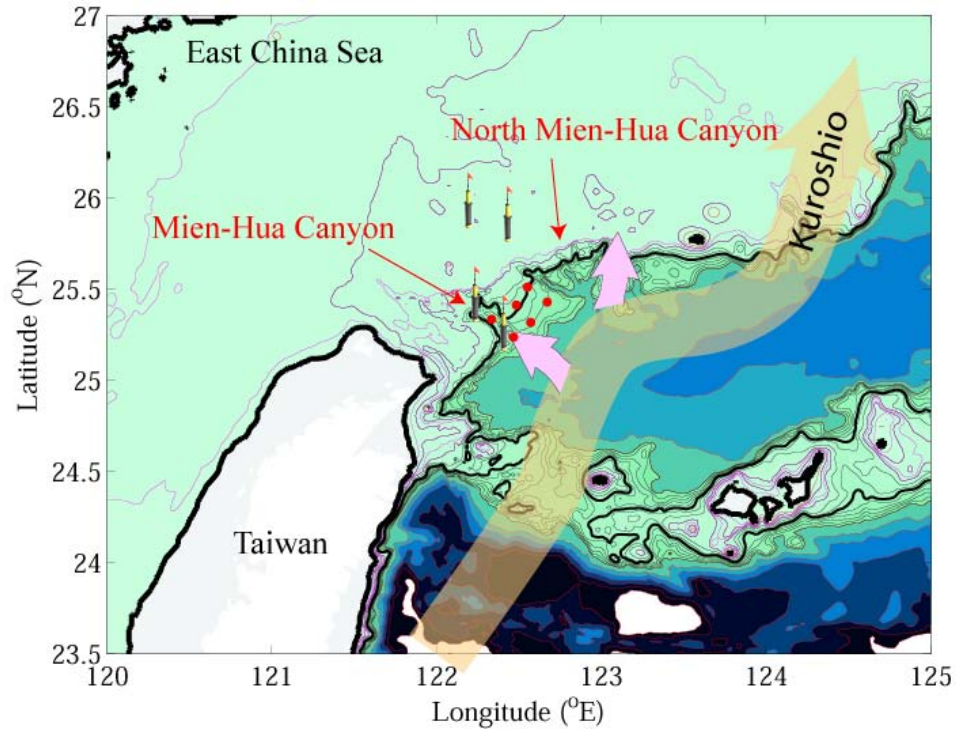 27
East China Sea
26.5
North Mien-Hua Canyon
Kuroshio
26
Mien-Hua Canyon
25.5
Latitude (°N)
25
24.5
Taiwan
24
23.5
120
121
122
123
124
125
Longitude (°E)